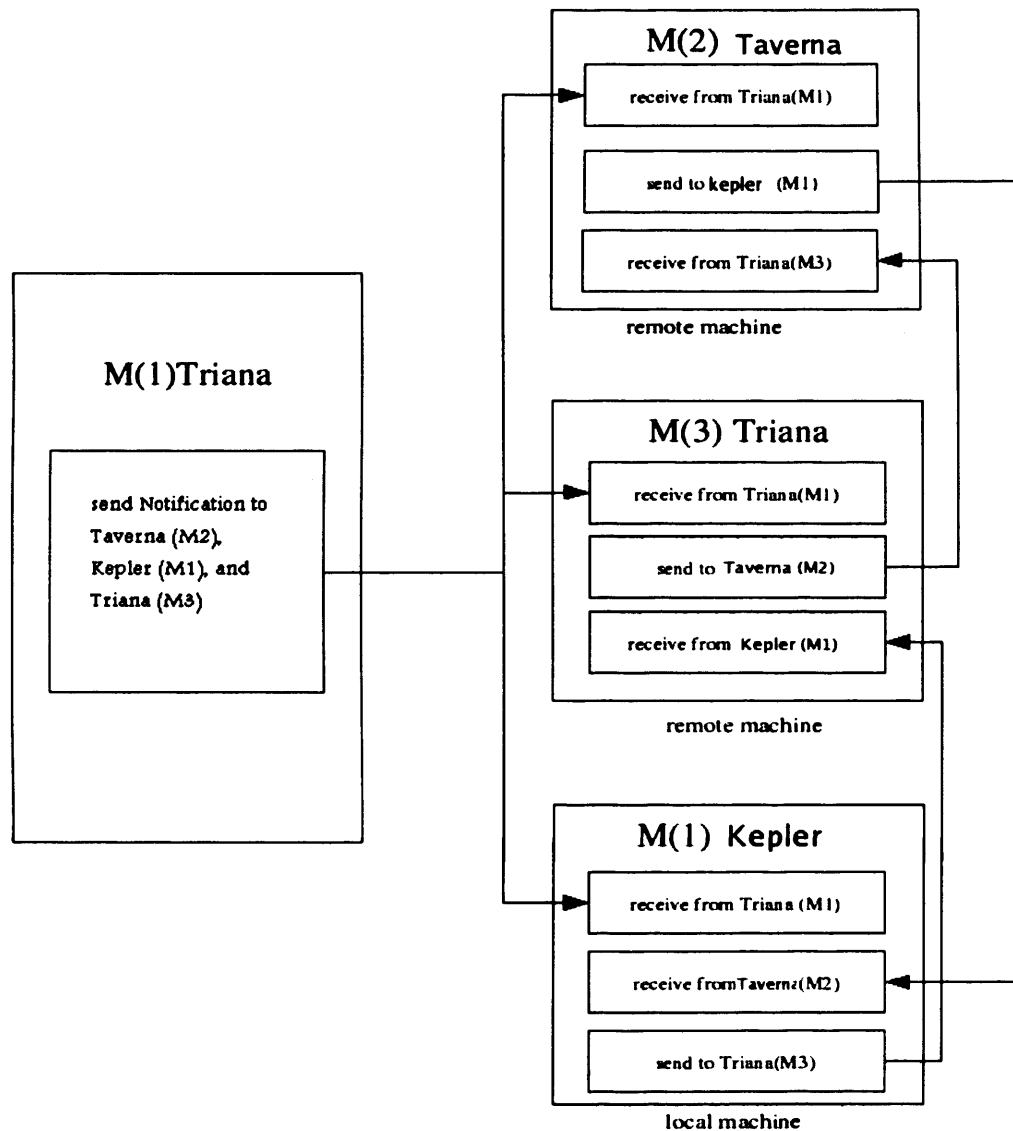 M(1)Triana
send Notification to
Taverna (M2),
Kepler (M1), and
Triana (M3)
M(2) Taverna
receive from Triana(M1)
send to kepler (M1)
receive from Triana(M3)
remote machine
M(3) Triana
receive from Triana(M1)
send to Taverna (M2)
receive from Kepler (M1)
remote machine
M(1) Kepler
receive from Triana (M1)
receive fromTaverna(M2)
send to Triana(M3)
local machine